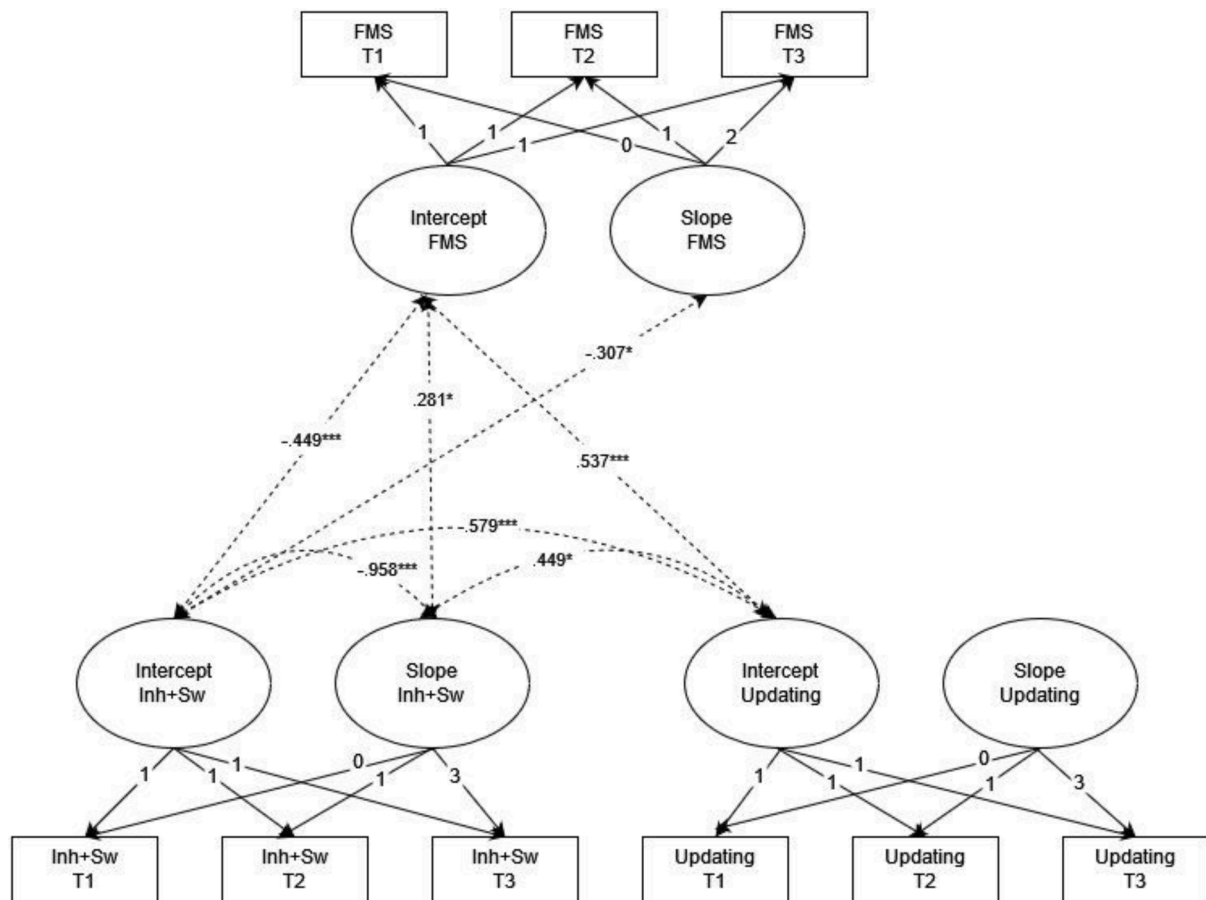 FMS
T1
FMS
T2
FMS
T3
1
1
1
0
1
2
Intercept
FMS
Slope
FMS
-.307*
.281*
-.449***
.537***
-.579***
-.958***
.449*
Intercept
Inh+Sw
Slope
Inh+Sw
Intercept
Updating
Slope
Updating
1
1
1
0
1
3
1
1
1
0
1
3
Inh+Sw
T1
Inh+Sw
T2
Inh+Sw
T3
Updating
T1
Updating
T2
Updating
T3